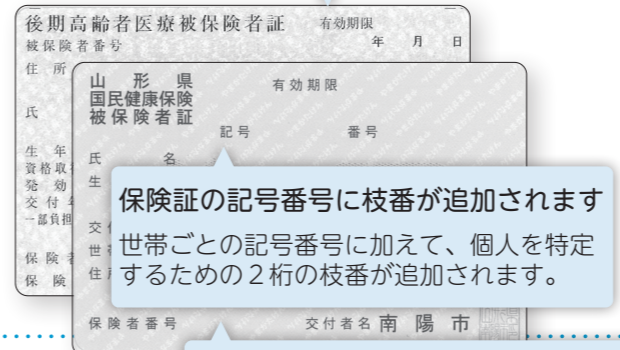 後期高齢者医療被保険者証 有効期限
被保険者番号 年 月 日
住 所
氏
生 年
資格取
発 効
交 付
一部負担
保 険 者
保 険
山 形 県 有効期限
国民健康保険
被保険者証
記号 番号
氏 名
生
保険証の記号番号に枝番が追加されます
世帯ごとの記号番号に加えて、個人を特定
するための2桁の枝番が追加されます。
交
世
住
保険者番号 交付者名 南 陽 市